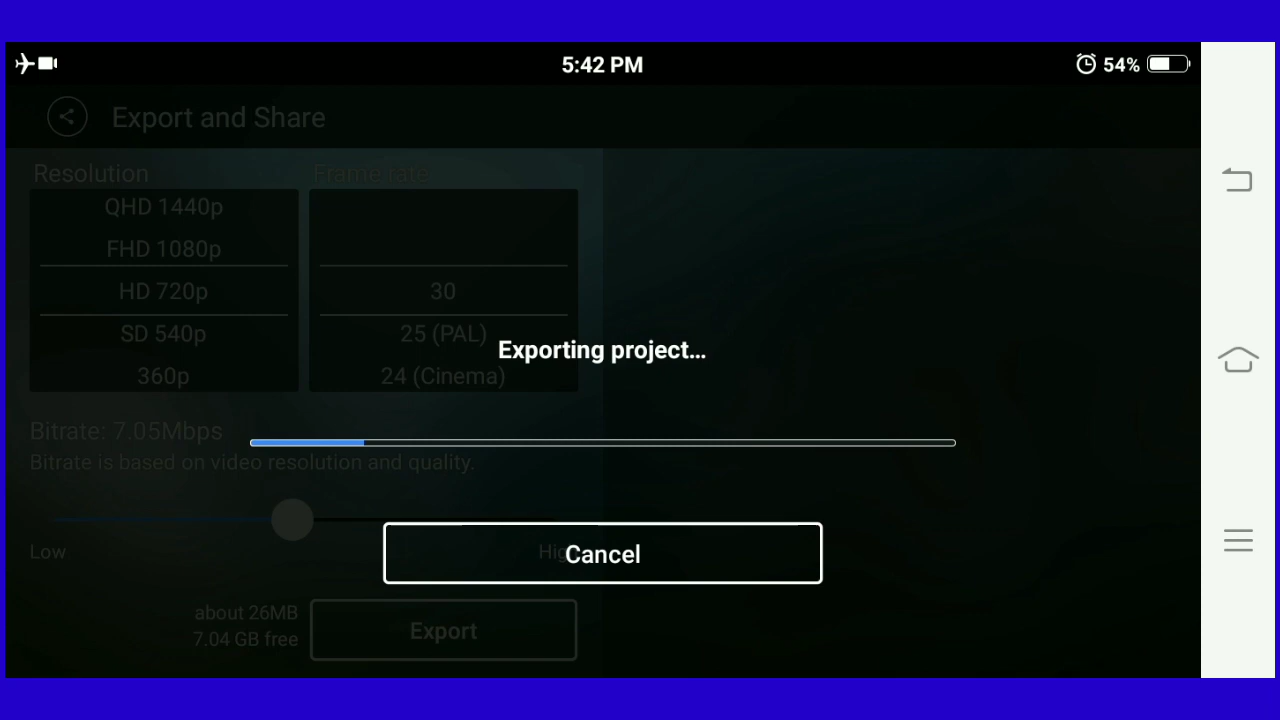 5:42 PM
54%
Export and Share
Resolution
Frame rate
QHD 1440p
FHD 1080p
HD 720p
30
SD 540p
25 (PAL)
Exporting project...
360p
24 (Cinema)
Bitrate: 7.05Mbps
Bitrate is based on video resolution and quality.
Low
Cancel
about 26MB
7.04 GB free
Export